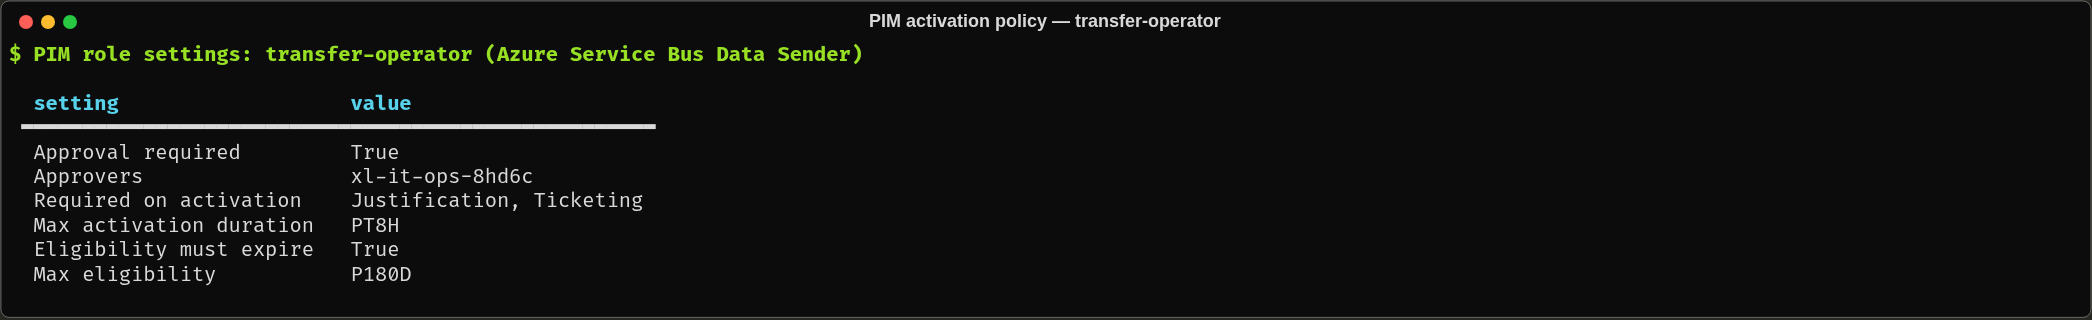 PIM activation policy — transfer-operator
$ PIM role settings: transfer-operator (Azure Service Bus Data Sender)
setting value
Approval required True
Approvers xl-it-ops-8hd6c
Required on activation Justification, Ticketing
Max activation duration PT8H
Eligibility must expire True
Max eligibility P180D